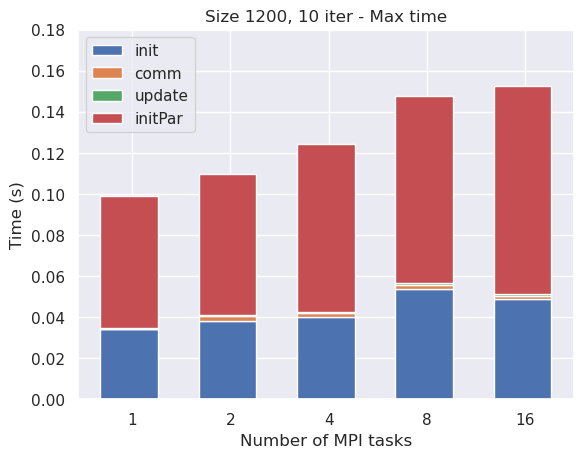 Size 1200, 10 iter - Max time
init
comm
update
initPar
0.18
0.16
0.14
0.12
0.10
0.08
0.06
0.04
0.02
0.00
Time (s)
1 2 4 8 16
Number of MPI tasks